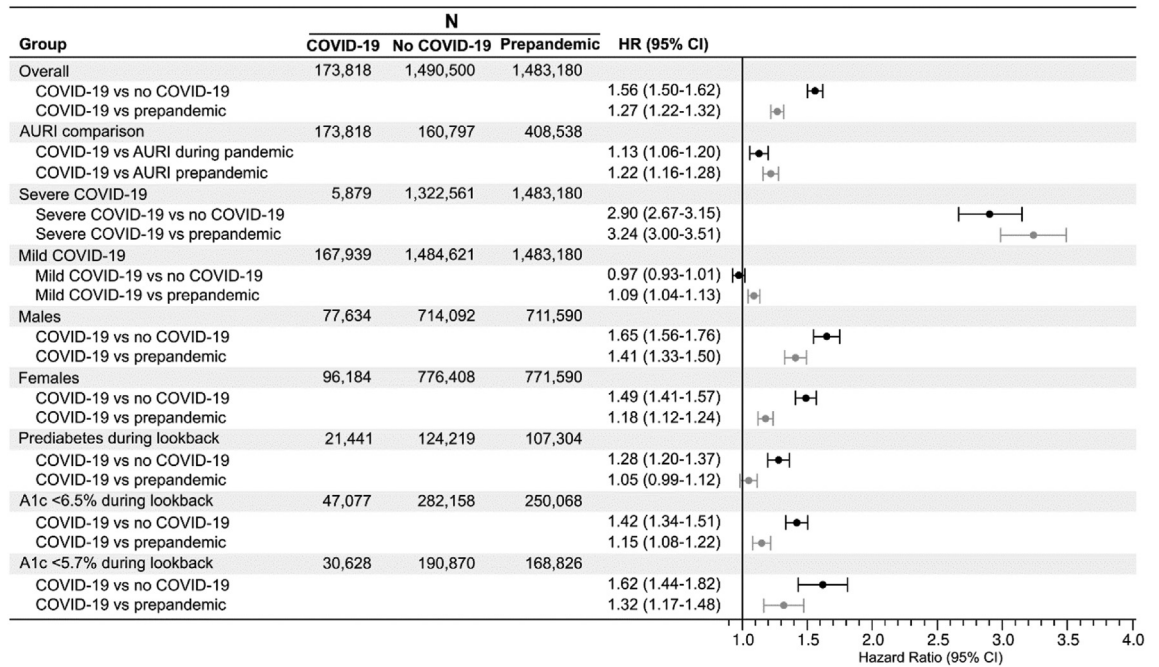 N
Group COVID-19 No COVID-19 Prepandemic HR (95% CI)
Overall 173,818 1,490,500 1,483,180
COVID-19 vs no COVID-19 1.56 (1.50-1.62)
COVID-19 vs prepandemic 1.27 (1.22-1.32)
AURI comparison 173,818 160,797 408,538
COVID-19 vs AURI during pandemic 1.13 (1.06-1.20)
COVID-19 vs AURI prepandemic 1.22 (1.16-1.28)
Severe COVID-19 5,879 1,322,561 1,483,180
Severe COVID-19 vs no COVID-19 2.90 (2.67-3.15)
Severe COVID-19 vs prepandemic 3.24 (3.00-3.51)
Mild COVID-19 167,939 1,484,621 1,483,180
Mild COVID-19 vs no COVID-19 0.97 (0.93-1.01)
Mild COVID-19 vs prepandemic 1.09 (1.04-1.13)
Males 77,634 714,092 711,590
COVID-19 vs no COVID-19 1.65 (1.56-1.76)
COVID-19 vs prepandemic 1.41 (1.33-1.50)
Females 96,184 776,408 771,590
COVID-19 vs no COVID-19 1.49 (1.41-1.57)
COVID-19 vs prepandemic 1.18 (1.12-1.24)
Prediabetes during lookback 21,441 124,219 107,304
COVID-19 vs no COVID-19 1.28 (1.20-1.37)
COVID-19 vs prepandemic 1.05 (0.99-1.12)
A1c <6.5% during lookback 47,077 282,158 250,068
COVID-19 vs no COVID-19 1.42 (1.34-1.51)
COVID-19 vs prepandemic 1.15 (1.08-1.22)
A1c <5.7% during lookback 30,628 190,870 168,826
COVID-19 vs no COVID-19 1.62 (1.44-1.82)
COVID-19 vs prepandemic 1.32 (1.17-1.48)
1.0 1.5 2.0 2.5 3.0 3.5 4.0
Hazard Ratio (95% CI)